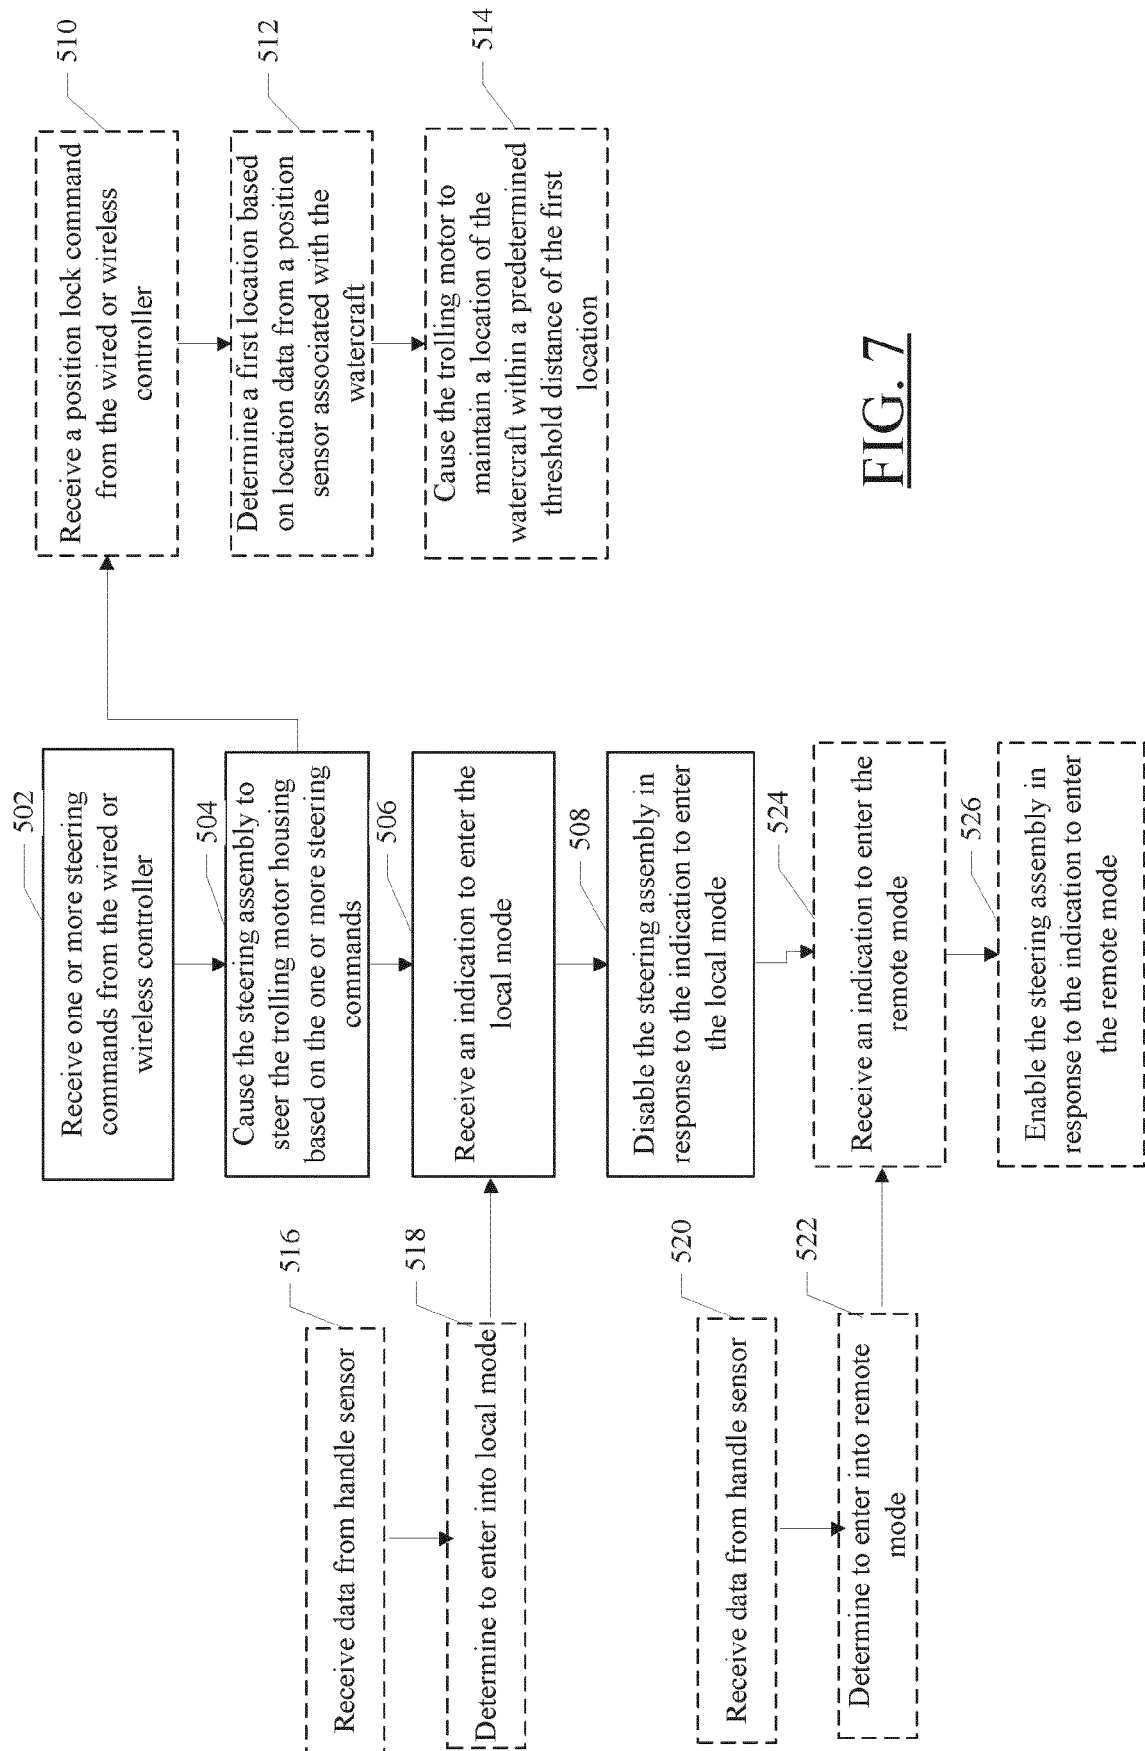 502
Receive one or more steering
commands from the wired or
wireless controller
504
Cause the steering assembly to
steer the trolling motor housing
based on the one or more steering
commands
506
Receive an indication to enter the
local mode
508
Disable the steering assembly in
response to the indication to enter
the local mode
524
Receive an indication to enter the
remote mode
526
Enable the steering assembly in
response to the indication to enter
the remote mode
510
Receive a position lock command
from the wired or wireless
controller
512
Determine a first location based
on location data from a position
sensor associated with the
watercraft
514
Cause the trolling motor to
maintain a location of the
watercraft within a predetermined
threshold distance of the first
location
516
Receive data from handle sensor
518
Determine to enter into local mode
520
Receive data from handle sensor
522
Determine to enter into remote
mode
FIG. 7